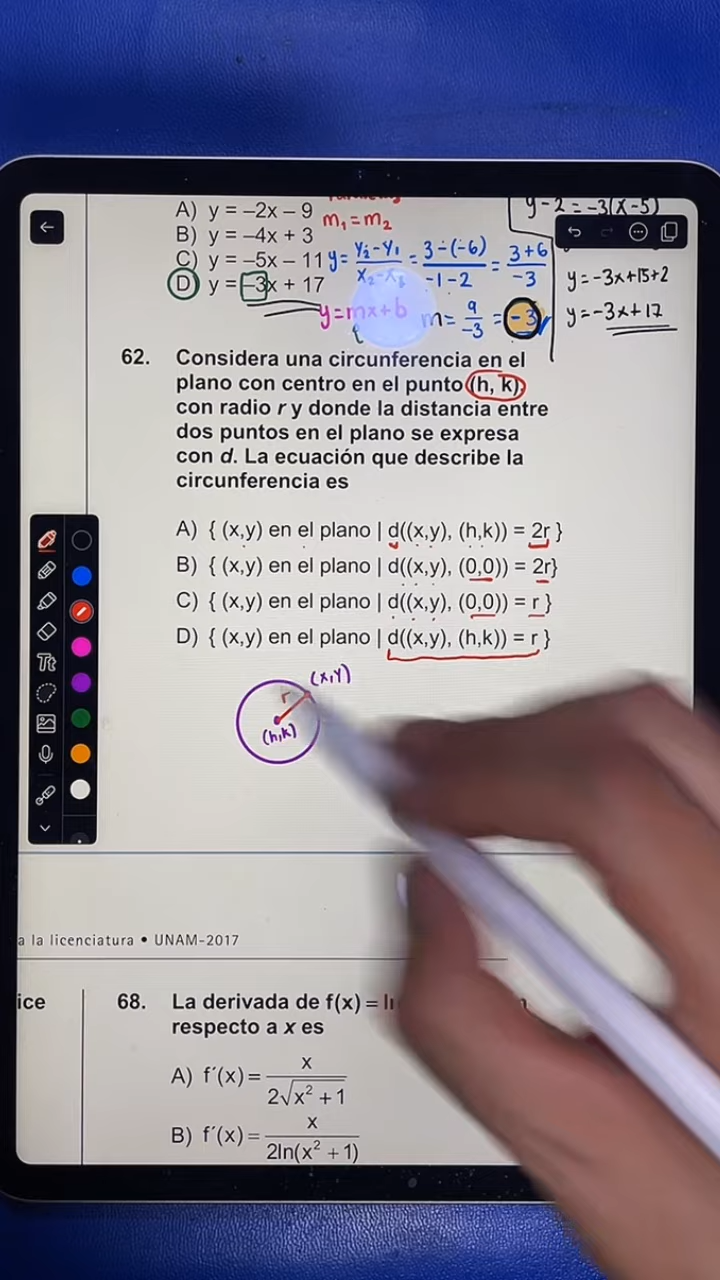 y-2 = -3(x-5)
A) y = –2x – 9
m₁=m₂
B) y = –4x + 3
C) y = –5x – 11
D) y = –3x + 17
y= y₂-y₁ / x₂-x₁ = 3-(-6) / -1-2 = 3+6 / -3
y=mx+b
m= 9 / -3 = -3
y=-3x+15+2
y=-3x+17
62. Considera una circunferencia en el
plano con centro en el punto (h, k),
con radio r y donde la distancia entre
dos puntos en el plano se expresa
con d. La ecuación que describe la
circunferencia es
A) { (x,y) en el plano | d((x,y), (h,k)) = 2r }
B) { (x,y) en el plano | d((x,y), (0,0)) = 2r}
C) { (x,y) en el plano | d((x,y), (0,0)) = r }
D) { (x,y) en el plano | d((x,y), (h,k)) = r }
(x,y)
r
(h,k)
Tt
a la licenciatura • UNAM-2017
ice
68. La derivada de f(x) =
respecto a x es
A) f´(x) = x / 2√x² + 1
B) f´(x) = x / 2ln(x² + 1)